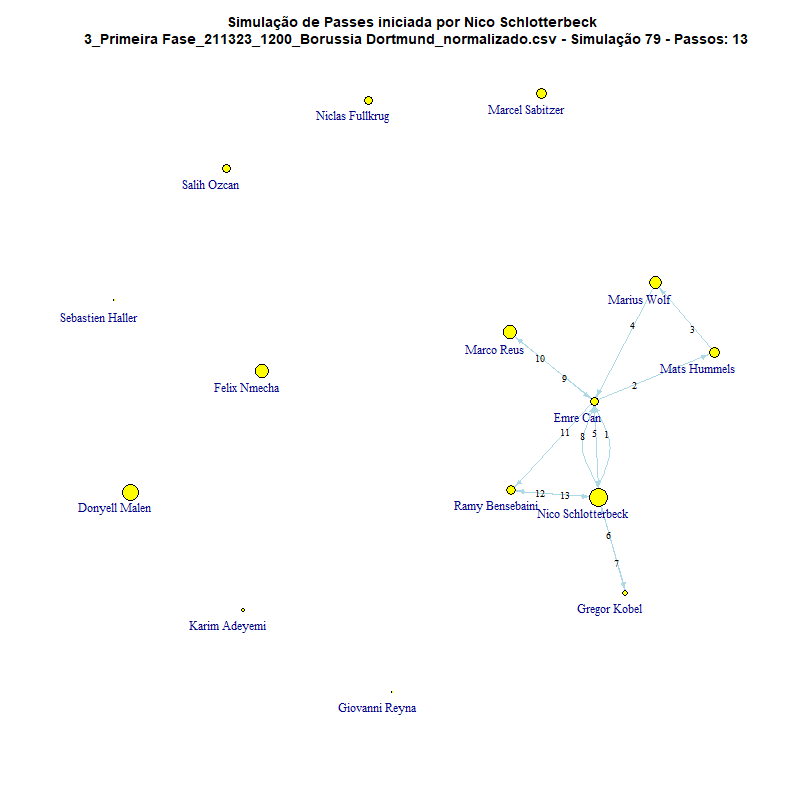 Simulação de Passes iniciada por Nico Schlotterbeck
3_Primeira Fase_211323_1200_Borussia Dortmund_normalizado.csv - Simulação 79 - Passos: 13
Marcel Sabitzer
Niclas Fullkrug
Salih Ozcan
Marius Wolf
Sebastien Haller
4
3
Marco Reus
10
Mats Hummels
9
2
Felix Nmecha
Emre Can
11
8
5
1
12
13
Donyell Malen
Ramy Bensebaini
Nico Schlotterbeck
6
7
Gregor Kobel
Karim Adeyemi
Giovanni Reyna